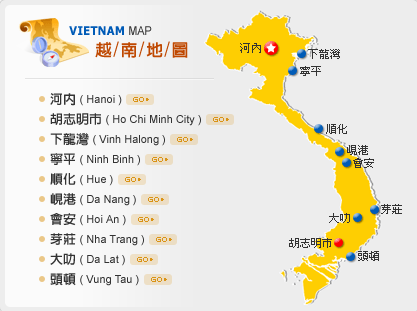 VIETNAM MAP
越/南/地/圖
河內 ( Hanoi ) GO
胡志明市 ( Ho Chi Minh City ) GO
下龍灣 ( Vinh Halong ) GO
寧平 ( Ninh Binh ) GO
順化 ( Hue ) GO
峴港 ( Da Nang ) GO
會安 ( Hoi An ) GO
芽莊 ( Nha Trang ) GO
大叻 ( Da Lat ) GO
頭頓 ( Vung Tau ) GO
河內
下龍灣
寧平
順化
峴港
會安
芽莊
大叻
胡志明市
頭頓